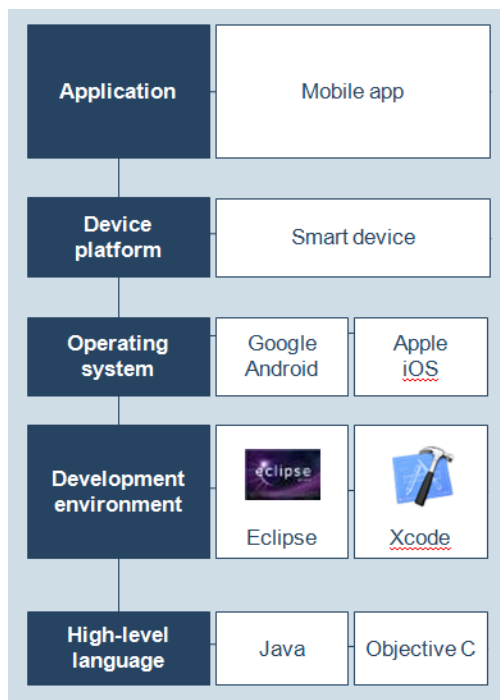 Application
Mobile app
Device
platform
Smart device
Operating
system
Google
Android
Apple
iOS
Development
environment
eclipse
Eclipse
Xcode
High-level
language
Java
Objective C